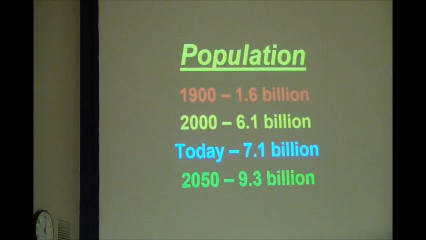 Population
1900 – 1.6 billion
2000 – 6.1 billion
Today – 7.1 billion
2050 – 9.3 billion